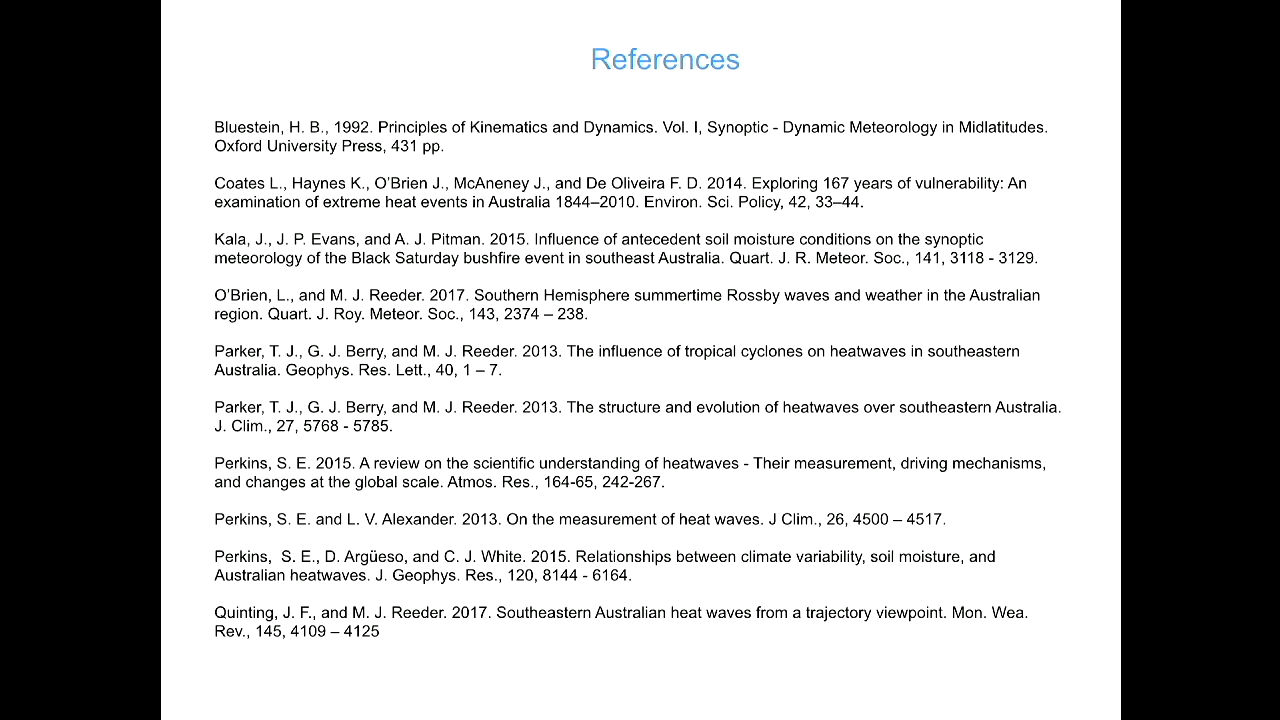 References
Bluestein, H. B., 1992. Principles of Kinematics and Dynamics. Vol. I, Synoptic - Dynamic Meteorology in Midlatitudes.
Oxford University Press, 431 pp.
Coates L., Haynes K., O’Brien J., McAneney J., and De Oliveira F. D. 2014. Exploring 167 years of vulnerability: An
examination of extreme heat events in Australia 1844–2010. Environ. Sci. Policy, 42, 33–44.
Kala, J., J. P. Evans, and A. J. Pitman. 2015. Influence of antecedent soil moisture conditions on the synoptic
meteorology of the Black Saturday bushfire event in southeast Australia. Quart. J. R. Meteor. Soc., 141, 3118 - 3129.
O’Brien, L., and M. J. Reeder. 2017. Southern Hemisphere summertime Rossby waves and weather in the Australian
region. Quart. J. Roy. Meteor. Soc., 143, 2374 – 238.
Parker, T. J., G. J. Berry, and M. J. Reeder. 2013. The influence of tropical cyclones on heatwaves in southeastern
Australia. Geophys. Res. Lett., 40, 1 – 7.
Parker, T. J., G. J. Berry, and M. J. Reeder. 2013. The structure and evolution of heatwaves over southeastern Australia.
J. Clim., 27, 5768 - 5785.
Perkins, S. E. 2015. A review on the scientific understanding of heatwaves - Their measurement, driving mechanisms,
and changes at the global scale. Atmos. Res., 164-65, 242-267.
Perkins, S. E. and L. V. Alexander. 2013. On the measurement of heat waves. J Clim., 26, 4500 – 4517.
Perkins,  S. E., D. Argüeso, and C. J. White. 2015. Relationships between climate variability, soil moisture, and
Australian heatwaves. J. Geophys. Res., 120, 8144 - 6164.
Quinting, J. F., and M. J. Reeder. 2017. Southeastern Australian heat waves from a trajectory viewpoint. Mon. Wea.
Rev., 145, 4109 – 4125